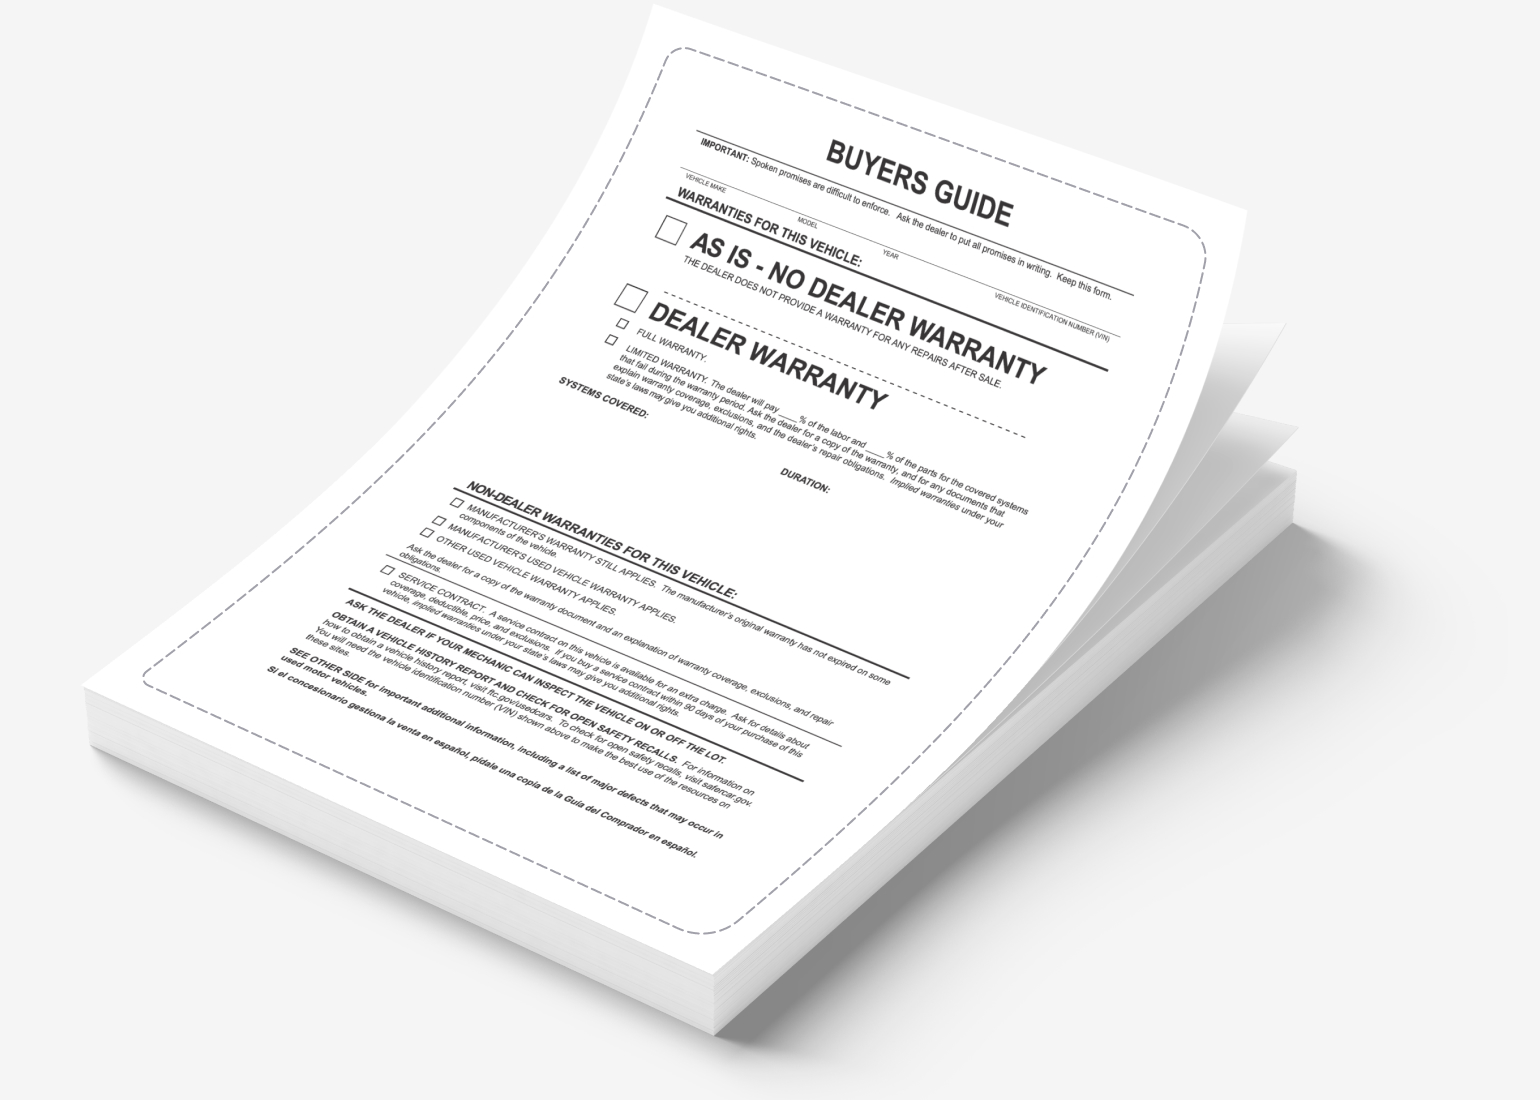 BUYERS GUIDE
IMPORTANT: Spoken promises are difficult to enforce. Ask the dealer to put all promises in writing. Keep this form.
VEHICLE MAKE MODEL YEAR VEHICLE IDENTIFICATION NUMBER (VIN)
WARRANTIES FOR THIS VEHICLE:
AS IS - NO DEALER WARRANTY
THE DEALER DOES NOT PROVIDE A WARRANTY FOR ANY REPAIRS AFTER SALE.
DEALER WARRANTY
FULL WARRANTY.
LIMITED WARRANTY. The dealer will pay ____ % of the labor and ____ % of the parts for the covered systems
that fail during the warranty period. Ask the dealer for a copy of the warranty, and for any documents that
explain warranty coverage, exclusions, and the dealer's repair obligations. Implied warranties under your
state's laws may give you additional rights.
SYSTEMS COVERED: DURATION:
NON-DEALER WARRANTIES FOR THIS VEHICLE:
MANUFACTURER'S WARRANTY STILL APPLIES. The manufacturer's original warranty has not expired on some
components of the vehicle.
MANUFACTURER'S USED VEHICLE WARRANTY APPLIES.
OTHER USED VEHICLE WARRANTY APPLIES.
Ask the dealer for a copy of the warranty document and an explanation of warranty coverage, exclusions, and repair
obligations.
SERVICE CONTRACT. A service contract on this vehicle is available for an extra charge. Ask for details about
coverage, deductible, price, and exclusions. If you buy a service contract within 90 days of your purchase of this
vehicle, implied warranties under your state's laws may give you additional rights.
ASK THE DEALER IF YOUR MECHANIC CAN INSPECT THE VEHICLE ON OR OFF THE LOT.
OBTAIN A VEHICLE HISTORY REPORT AND CHECK FOR OPEN SAFETY RECALLS. For information on
how to obtain a vehicle history report, visit ftc.gov/usedcars. To check for open safety recalls, visit safercar.gov.
You will need the vehicle identification number (VIN) shown above to make the best use of the resources on
these sites.
SEE OTHER SIDE for important additional information, including a list of major defects that may occur in
used motor vehicles.
Si el concesionario gestiona la venta en español, pídale una copia de la Guía del Comprador en español.